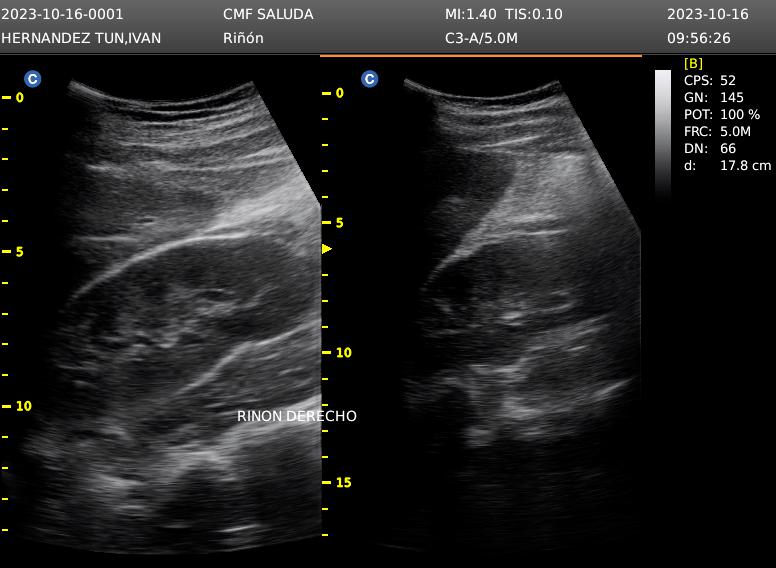 2023-10-16-0001 CMF SALUDA MI:1.40 TIS:0.10 2023-10-16
HERNANDEZ TUN,IVAN Riñón C3-A/5.0M 09:56:26
C
C
[B]
CPS: 52
GN: 145
POT: 100 %
FRC: 5.0M
DN: 66
d: 17.8 cm
0
5
10
0
5
10
15
RINON DERECHO